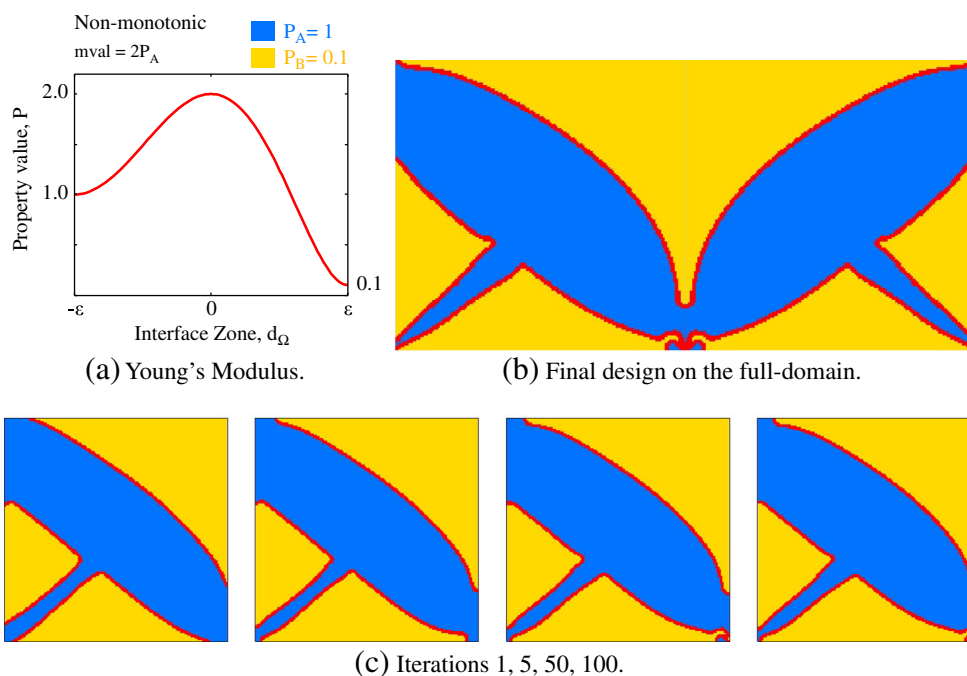 Non-monotonic
mval = 2P_A
P_A = 1
P_B = 0.1
Property value, P
2.0
1.0
0.1
-ε 0 ε
Interface Zone, d_Ω
(a) Young's Modulus.
(b) Final design on the full-domain.
(c) Iterations 1, 5, 50, 100.